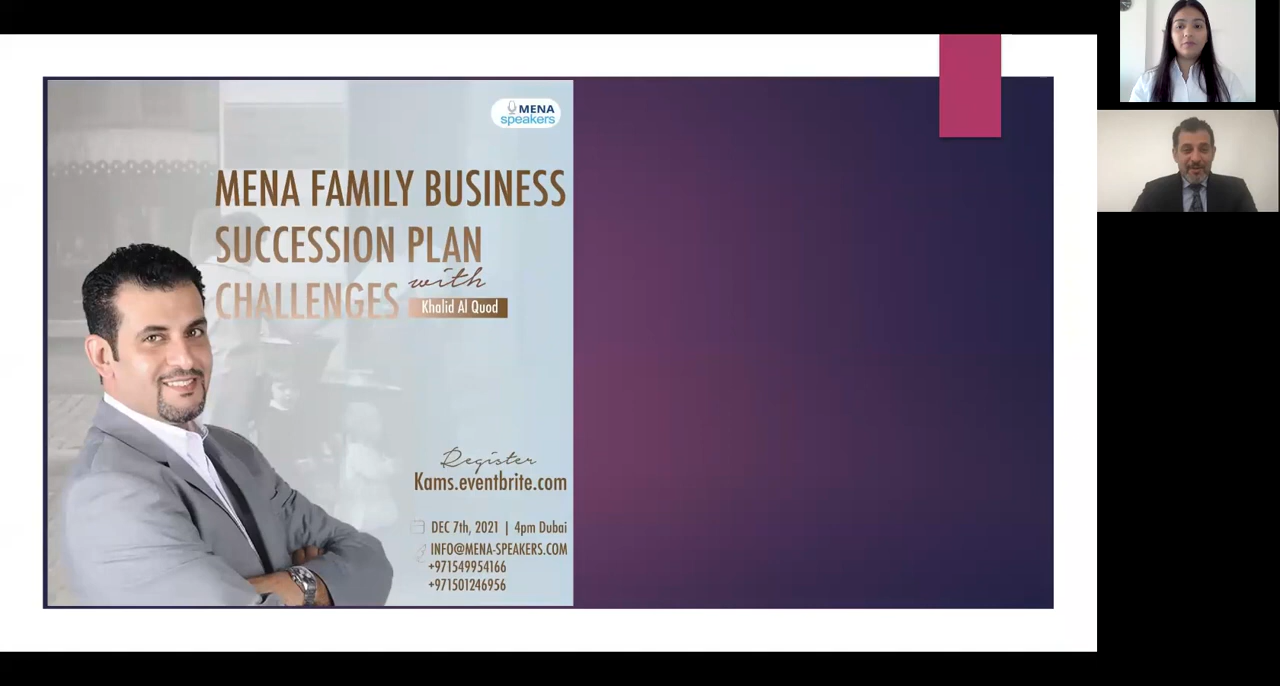 MENA
speakers
MENA FAMILY BUSINESS
SUCCESSION PLAN
with
CHALLENGES
Khalid Al Quod
Register
Kams.eventbrite.com
DEC 7th, 2021 | 4pm Dubai
INFO@MENA-SPEAKERS.COM
+971549954166
+971501246956